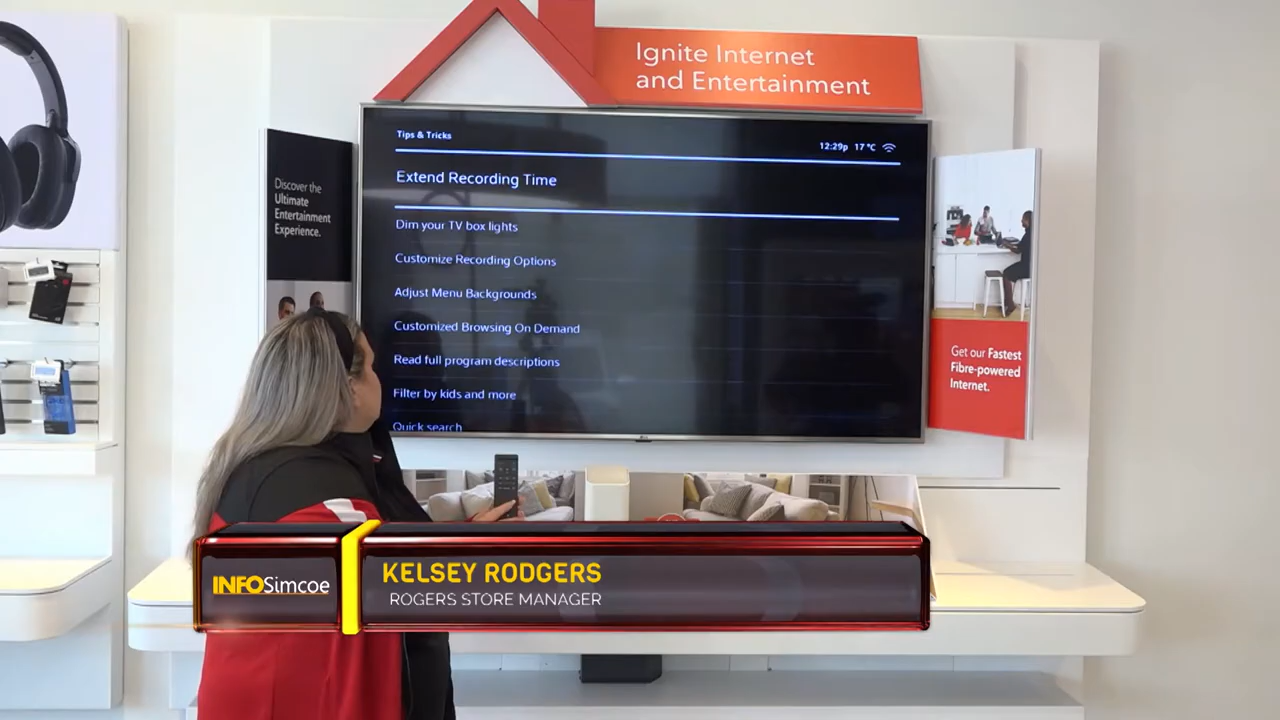 Ignite Internet
and Entertainment
Tips & Tricks
12:29p 17°C
Extend Recording Time
Dim your TV box lights
Customize Recording Options
Adjust Menu Backgrounds
Customized Browsing On Demand
Read full program descriptions
Filter by kids and more
Quick search
Discover the
Ultimate
Entertainment
Experience.
Get our Fastest
Fibre-powered
Internet.
INFOSimcoe
KELSEY RODGERS
ROGERS STORE MANAGER